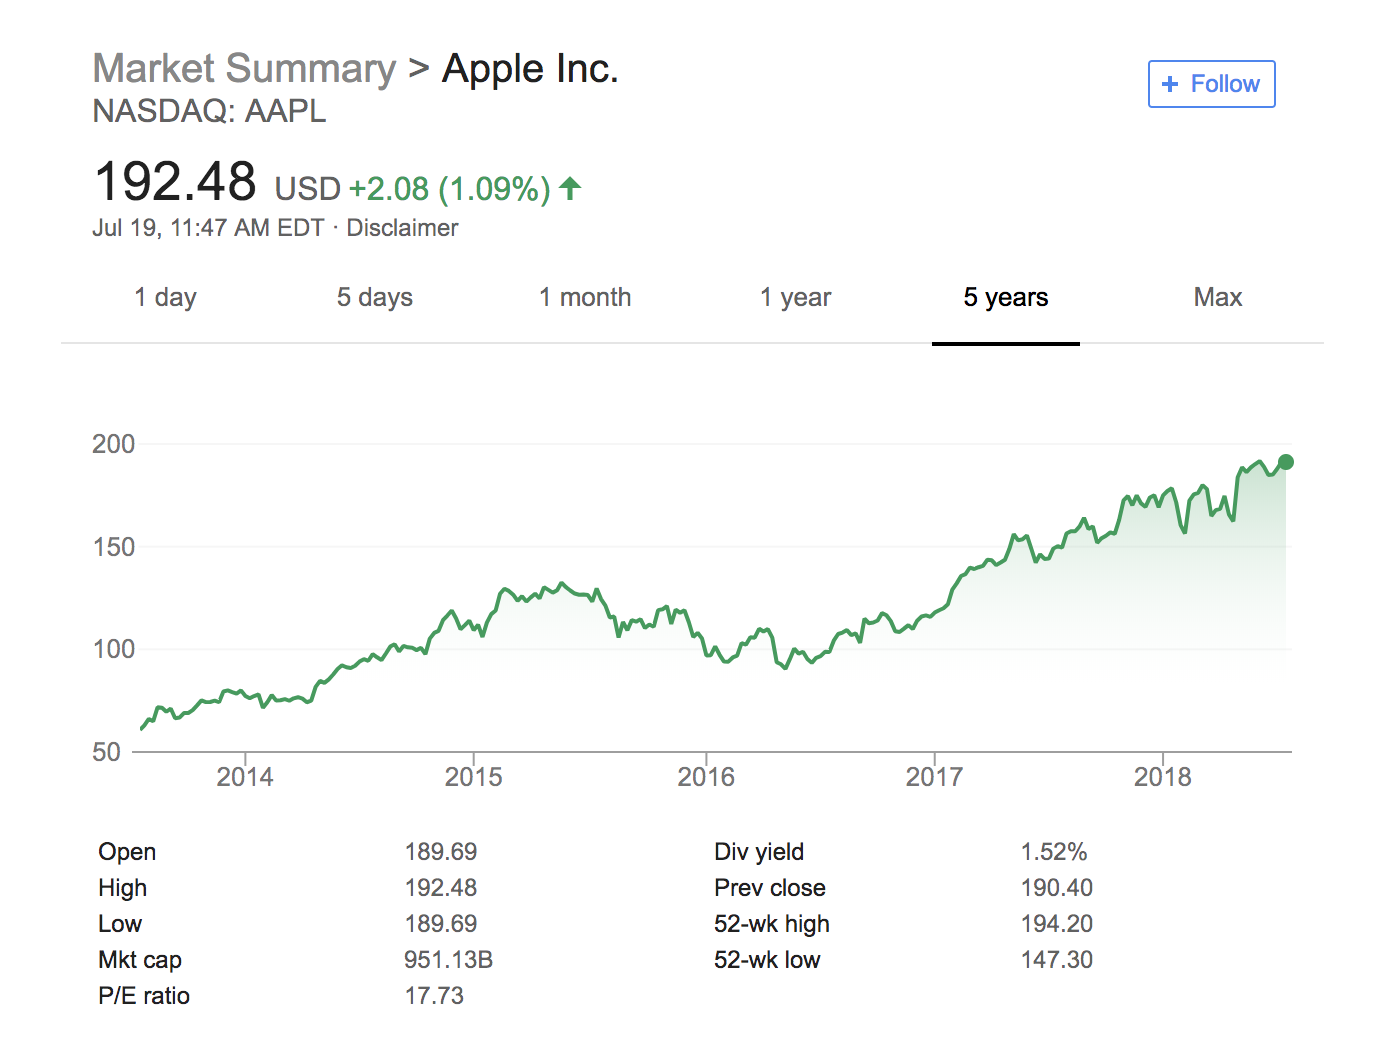 Market Summary > Apple Inc.
+ Follow
NASDAQ: AAPL
192.48 USD +2.08 (1.09%)
Jul 19, 11:47 AM EDT · Disclaimer
1 day 5 days 1 month 1 year 5 years Max
200
150
100
50
2014 2015 2016 2017 2018
Open 189.69 Div yield 1.52%
High 192.48 Prev close 190.40
Low 189.69 52-wk high 194.20
Mkt cap 951.13B 52-wk low 147.30
P/E ratio 17.73